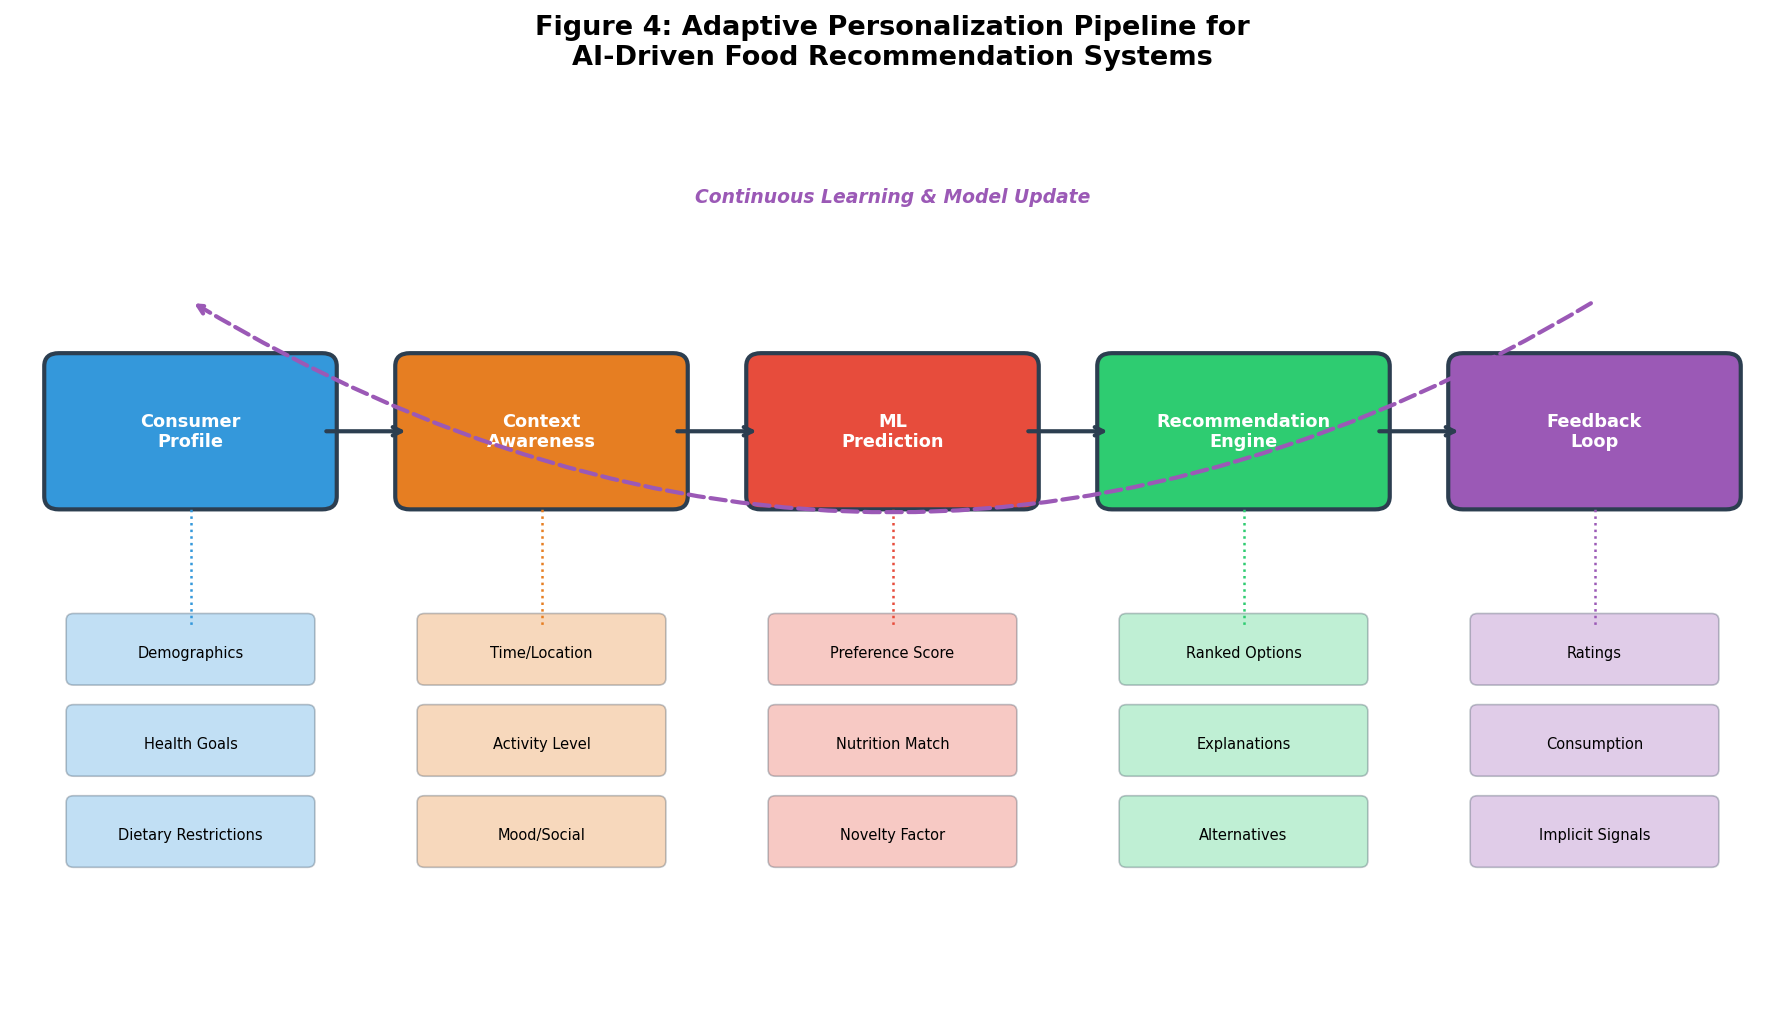 Figure 4: Adaptive Personalization Pipeline for
AI-Driven Food Recommendation Systems
Continuous Learning & Model Update
Consumer
Profile
Context
Awareness
ML
Prediction
Recommendation
Engine
Feedback
Loop
Demographics
Time/Location
Preference Score
Ranked Options
Ratings
Health Goals
Activity Level
Nutrition Match
Explanations
Consumption
Dietary Restrictions
Mood/Social
Novelty Factor
Alternatives
Implicit Signals